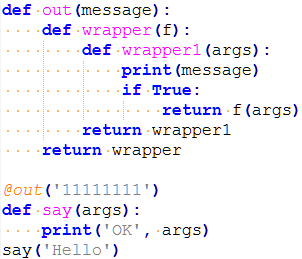 def out(message):
    def wrapper(f):
        def wrapper1(args):
            print(message)
            if True:
                return f(args)
        return wrapper1
    return wrapper

@out('11111111')
def say(args):
    print('OK', args)
say('Hello')